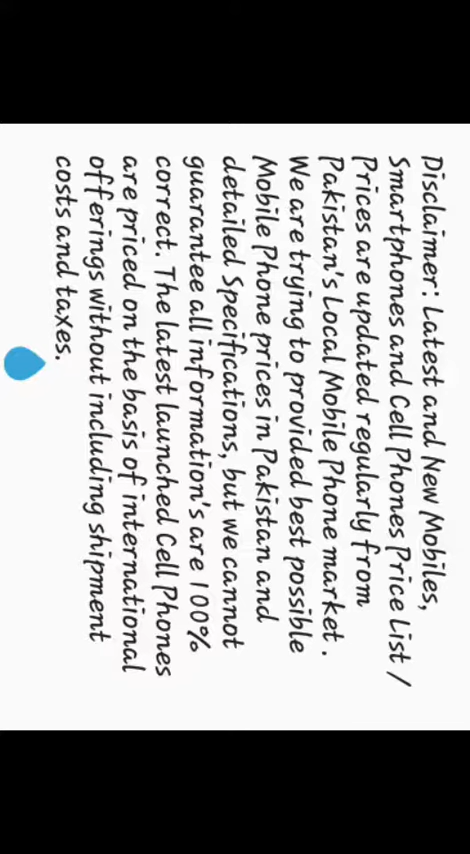 Disclaimer: Latest and New Mobiles,
Smartphones and Cell Phones Price List /
Prices are updated regularly from
Pakistan's Local Mobile Phone market .
We are trying to provided best possible
Mobile Phone prices in Pakistan and
detailed Specifications, but we cannot
guarantee all information's are 100%
correct. The latest launched Cell Phones
are priced on the basis of international
offerings without including shipment
costs and taxes.